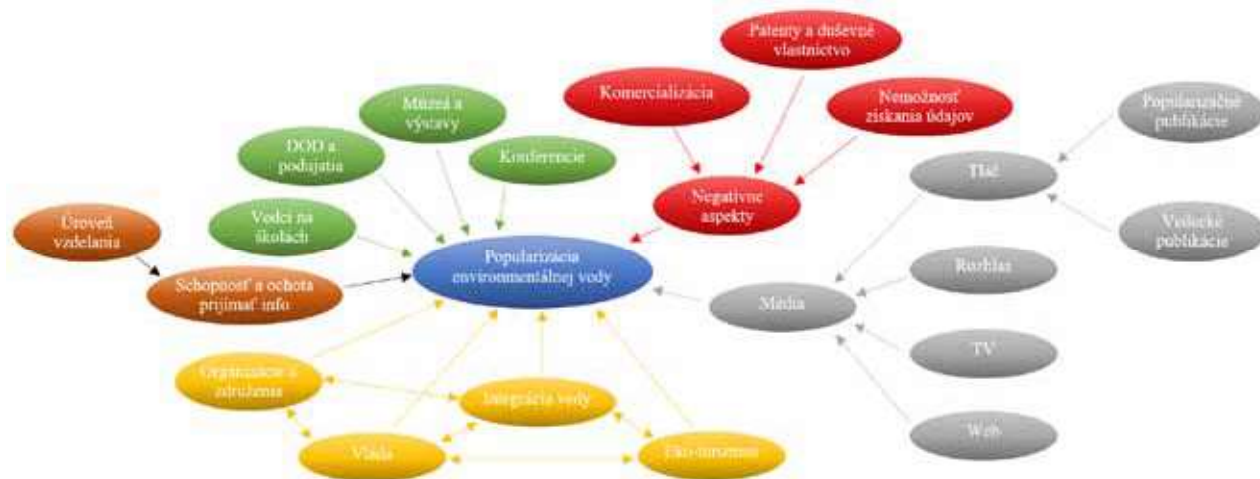 Patenty a duševné
vlastníctvo
Komercializácia
Nemožnosť
získania údajov
Popularizačné
publikácie
Múzeá a
výstavy
DOD a
podujatia
Konferencie
Tlač
Negatívne
aspekty
Úroveň
vzdelania
Vedci na
školách
Vedecké
publikácie
Popularizácia
environmentálnej vedy
Rozhlas
Schopnosť a ochota
prijímať info
Média
TV
Organizácie a
združenia
Integrácia vedy
Web
Vláda
Eko-turizmus